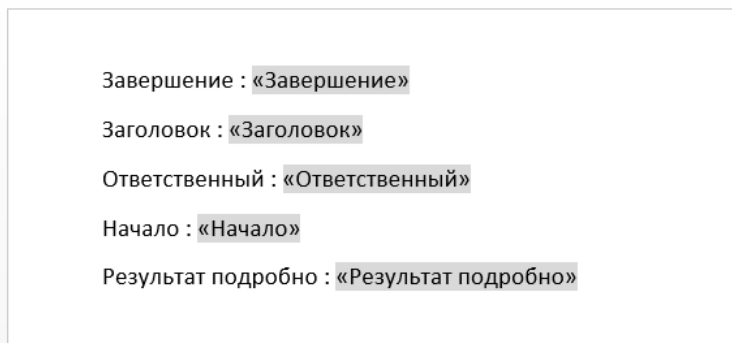 Завершение : «Завершение»
Заголовок : «Заголовок»
Ответственный : «Ответственный»
Начало : «Начало»
Результат подробно : «Результат подробно»